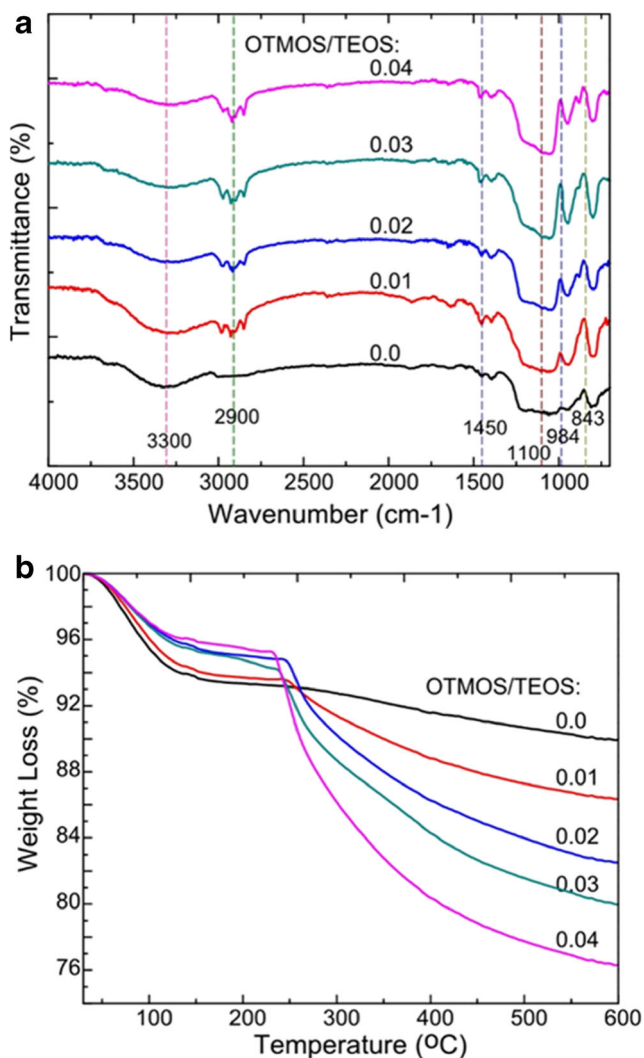 a
OTMOS/TEOS:
0.04
0.03
0.02
0.01
0.0
Transmittance (%)
3300
2900
1450
1100
984
843
4000 3500 3000 2500 2000 1500 1000
Wavenumber (cm-1)
b
100
96
92
88
84
80
76
Weight Loss (%)
OTMOS/TEOS:
0.0
0.01
0.02
0.03
0.04
100 200 300 400 500 600
Temperature (ºC)